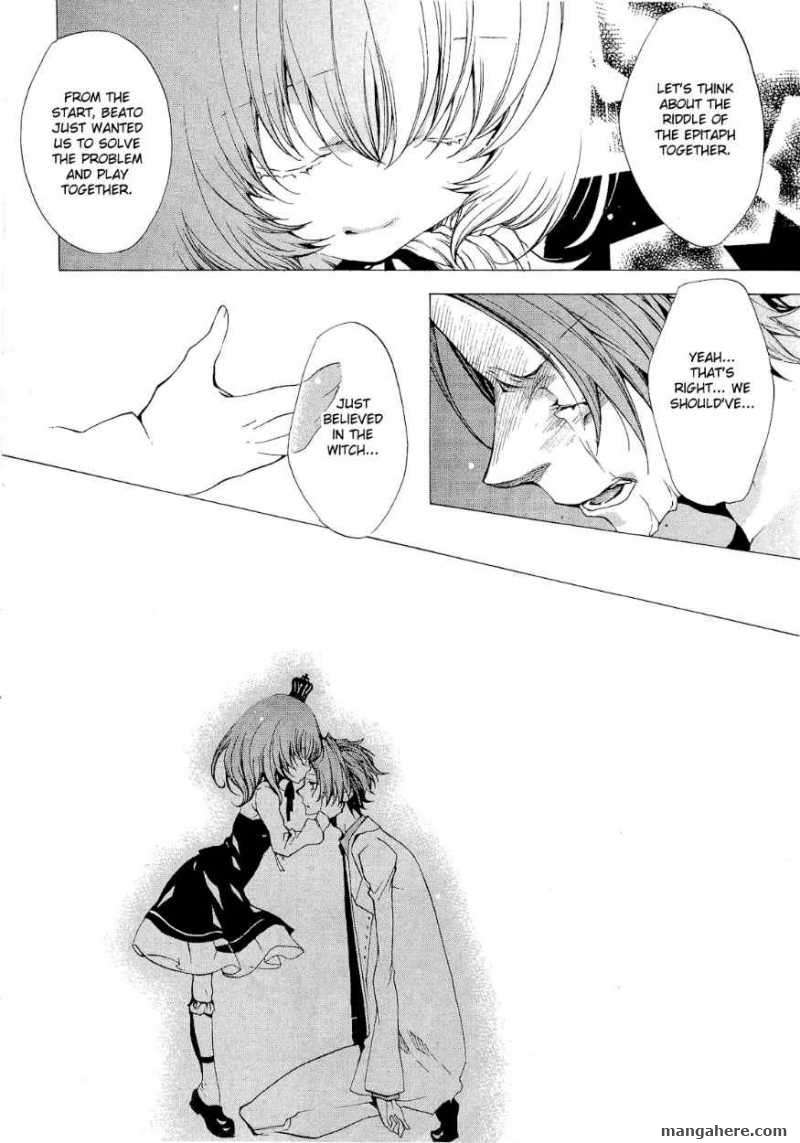 LET'S THINK
ABOUT THE
RIDDLE OF
THE EPITAPH
TOGETHER.
FROM THE
START, BEATO
JUST WANTED
US TO SOLVE
THE PROBLEM
AND PLAY
TOGETHER.
YEAH...
THAT'S
RIGHT... WE
SHOULD'VE...
JUST
BELIEVED
IN THE
WITCH...
mangahere.com